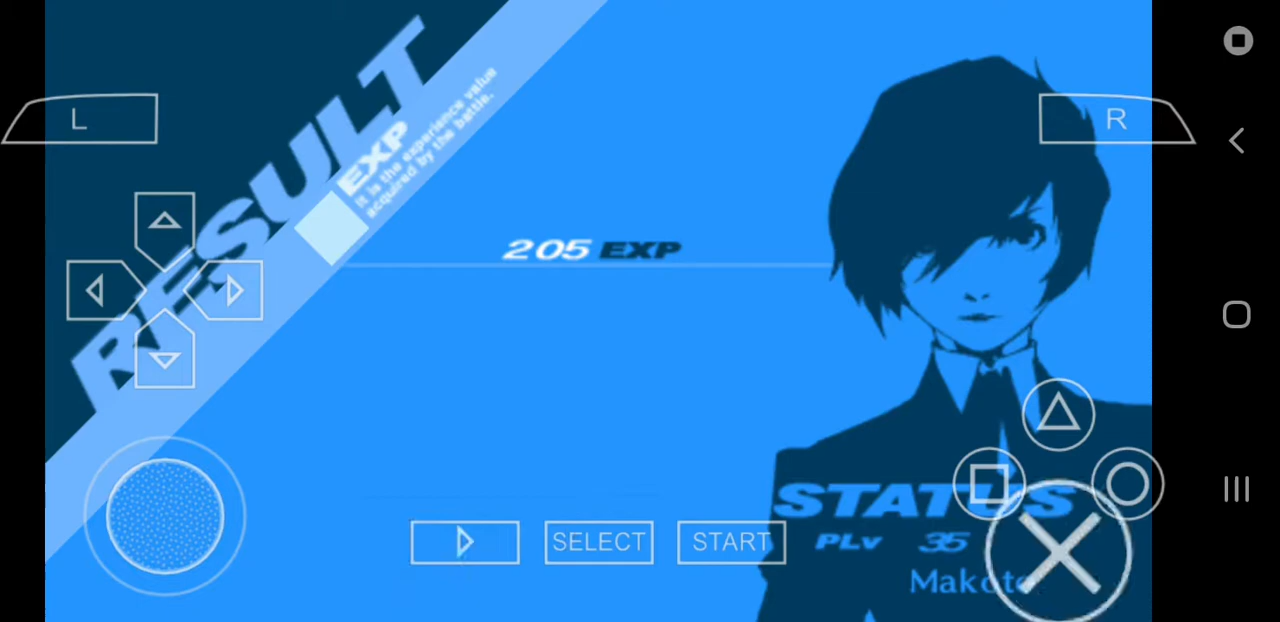 RESULT
EXP
it is the experience value
acquired by the battle.
L
R
205 EXP
STATUS
PLv 35
Makoto
SELECT
START